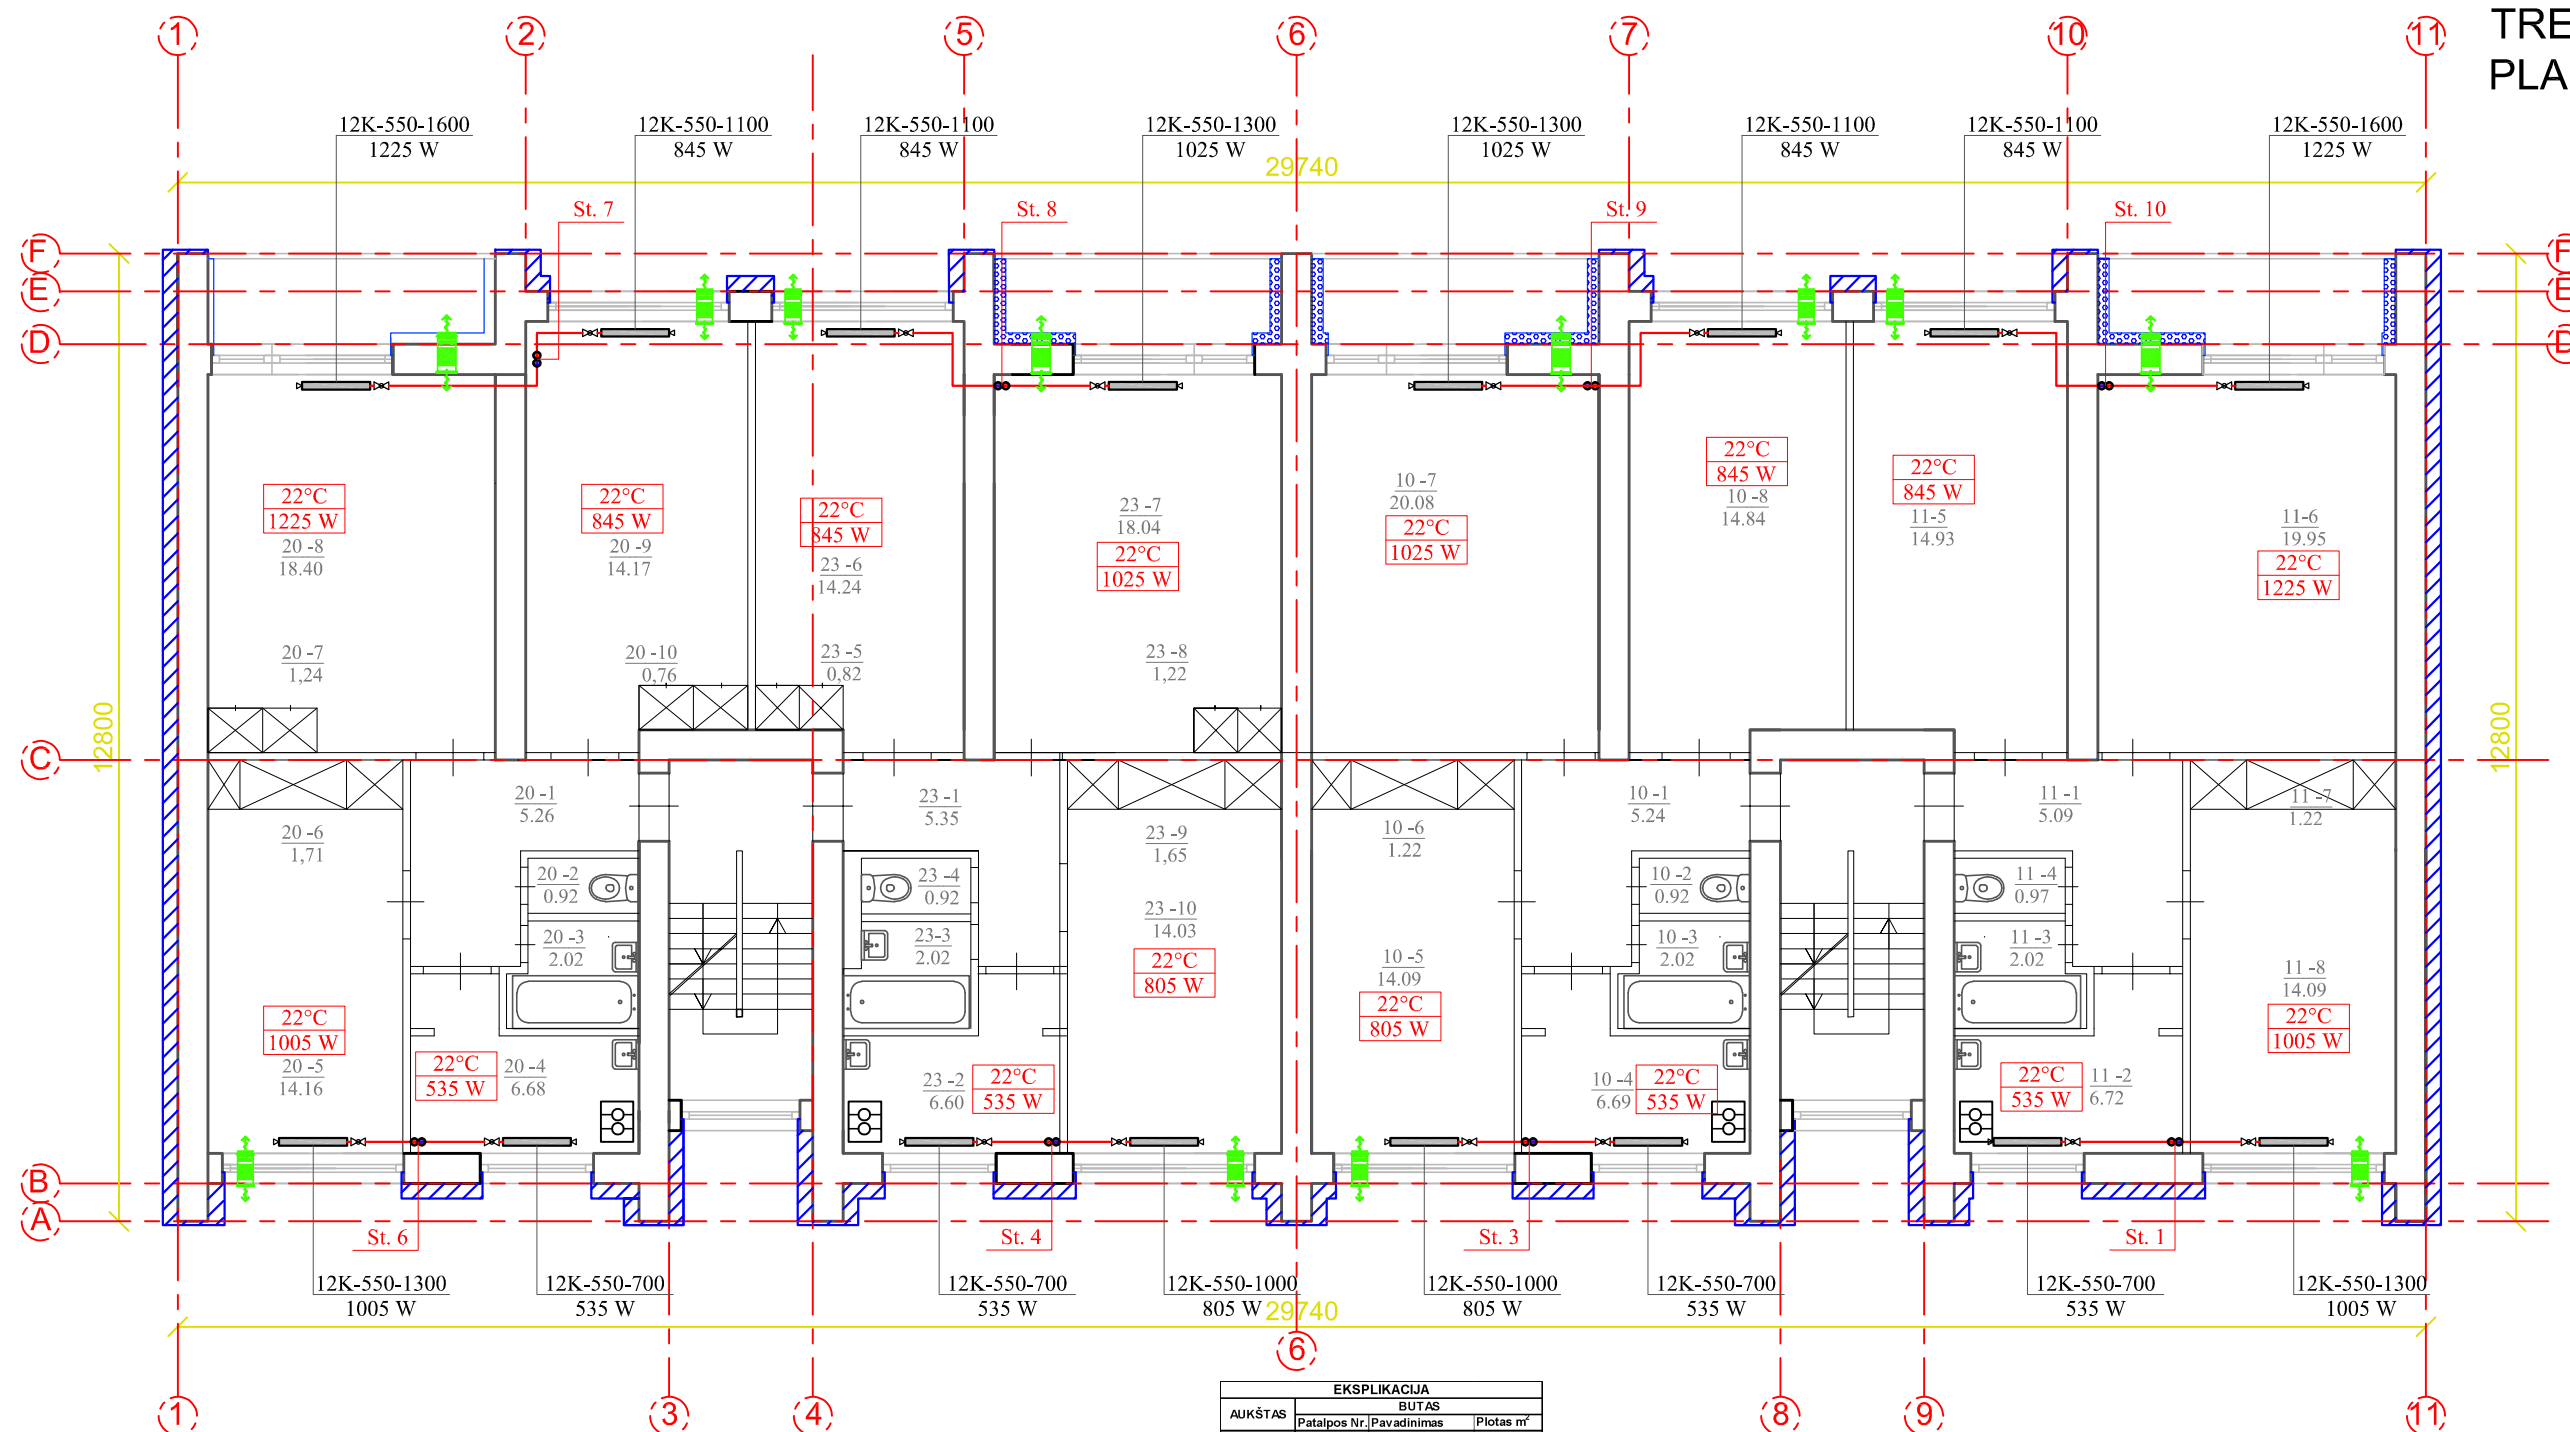 TRE
PLA
1
2
5
6
7
10
11
12K-550-1600
1225 W
12K-550-1100
845 W
12K-550-1100
845 W
12K-550-1300
1025 W
12K-550-1300
1025 W
12K-550-1100
845 W
12K-550-1100
845 W
12K-550-1600
1225 W
29740
St. 7
St. 8
St. 9
St. 10
F
E
D
C
B
A
F
E
D
12800
12800
22°C
1225 W
20 -8
18.40
22°C
845 W
20 -9
14.17
22°C
845 W
23 -6
14.24
23 -7
18.04
22°C
1025 W
10 -7
20.08
22°C
1025 W
22°C
845 W
10 -8
14.84
22°C
845 W
11-5
14.93
11-6
19.95
22°C
1225 W
20 -7
1,24
20 -10
0,76
23 -5
0,82
23 -8
1,22
20 -1
5.26
23 -1
5.35
10 -1
5.24
11 -1
5.09
11 -7
1.22
20 -6
1,71
23 -9
1,65
10 -6
1.22
20 -2
0.92
23 -4
0.92
10 -2
0.92
11 -4
0.97
20 -3
2.02
23-3
2.02
23 -10
14.03
22°C
805 W
10 -5
14.09
22°C
805 W
10 -3
2.02
11 -3
2.02
11 -8
14.09
22°C
1005 W
22°C
1005 W
20 -5
14.16
22°C
535 W
20 -4
6.68
23 -2
6.60
22°C
535 W
10 -4
6.69
22°C
535 W
22°C
535 W
11 -2
6.72
St. 6
St. 4
St. 3
St. 1
12K-550-1300
1005 W
12K-550-700
535 W
12K-550-700
535 W
12K-550-1000
805 W
12K-550-1000
805 W
12K-550-700
535 W
12K-550-700
535 W
12K-550-1300
1005 W
29740
6
1
3
4
8
9
11
EKSPLIKACIJA
AUKŠTAS
BUTAS
Patalpos Nr. Pavadinimas Plotas m²